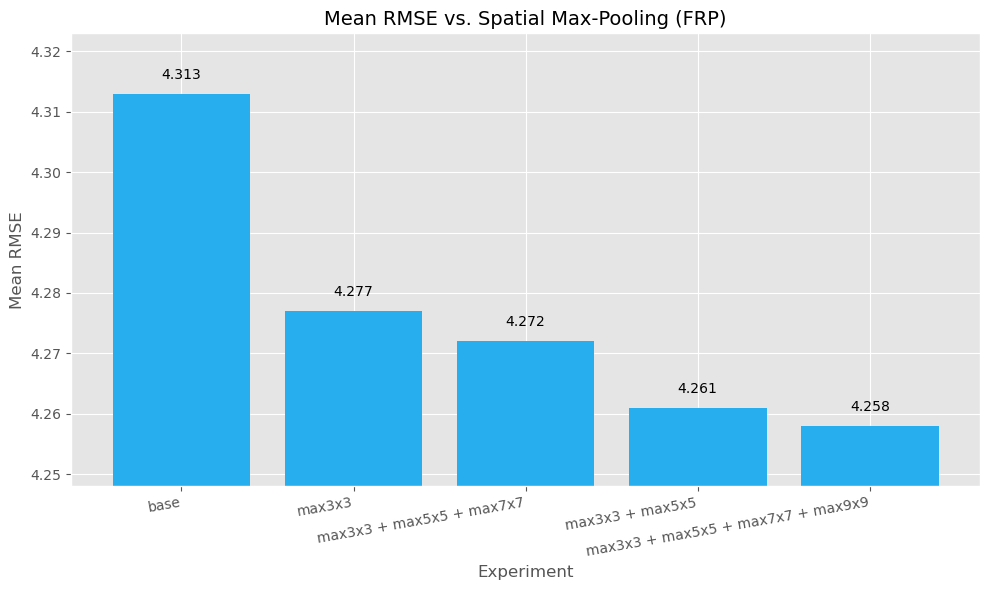 Mean RMSE vs. Spatial Max-Pooling (FRP)
Mean RMSE
4.32
4.31
4.30
4.29
4.28
4.27
4.26
4.25
4.313
4.277
4.272
4.261
4.258
base
max3x3
max3x3 + max5x5 + max7x7
max3x3 + max5x5
max3x3 + max5x5 + max7x7 + max9x9
Experiment